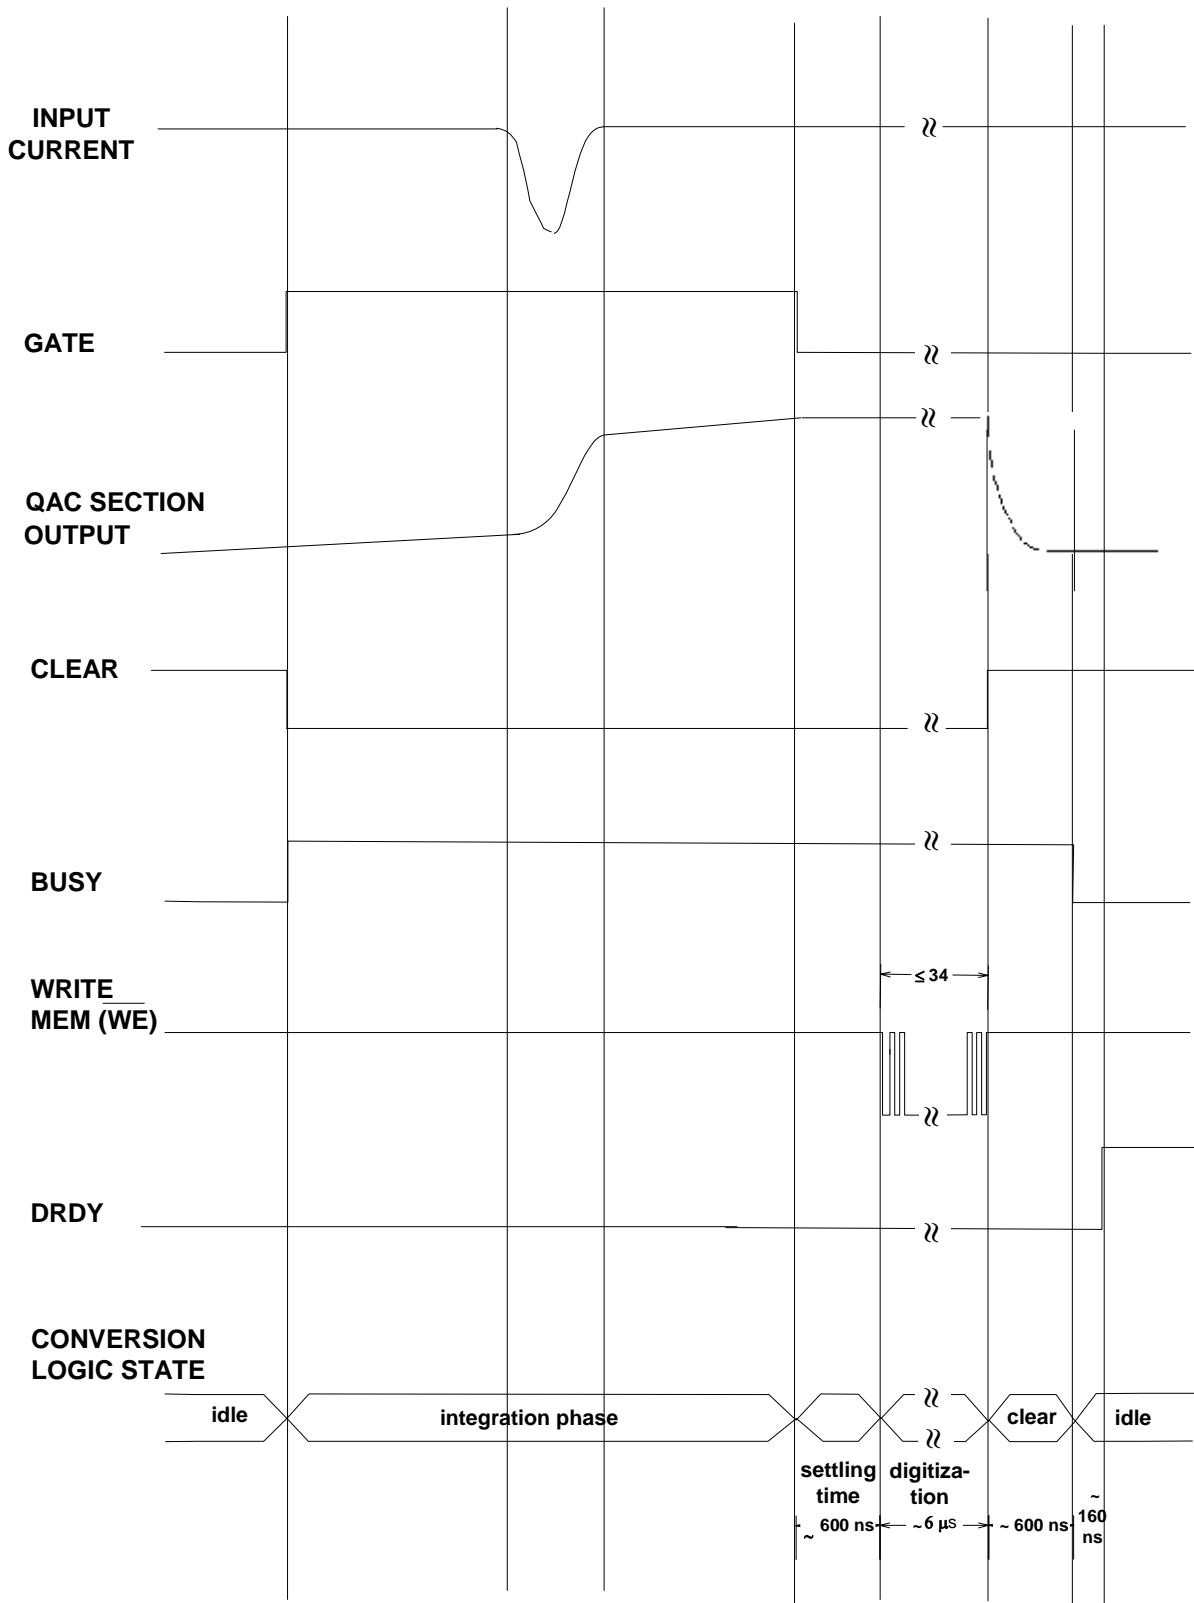 INPUT
CURRENT
GATE
QAC SECTION
OUTPUT
CLEAR
BUSY
≤ 34
WRITE
MEM (W̅E̅)
DRDY
CONVERSION
LOGIC STATE
idle
integration phase
clear
idle
settling
time
digitiza-
tion
~ 600 ns
~ 6 µs
~ 600 ns
~
160
ns